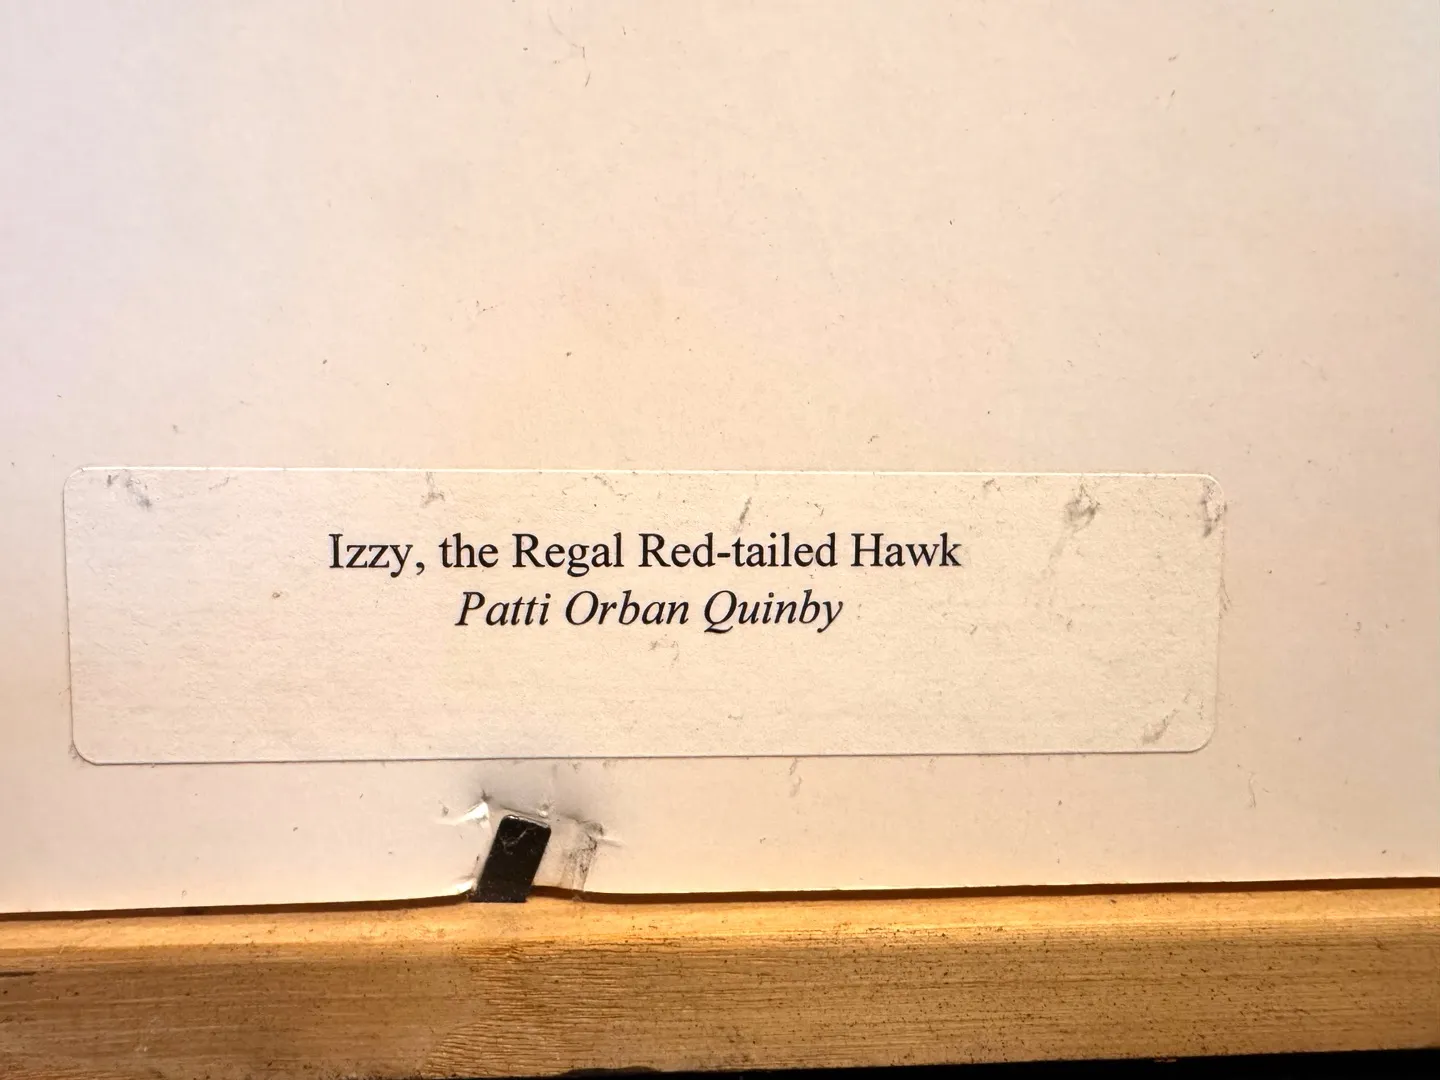 Izzy, the Regal Red-tailed Hawk
Patti Orban Quinby